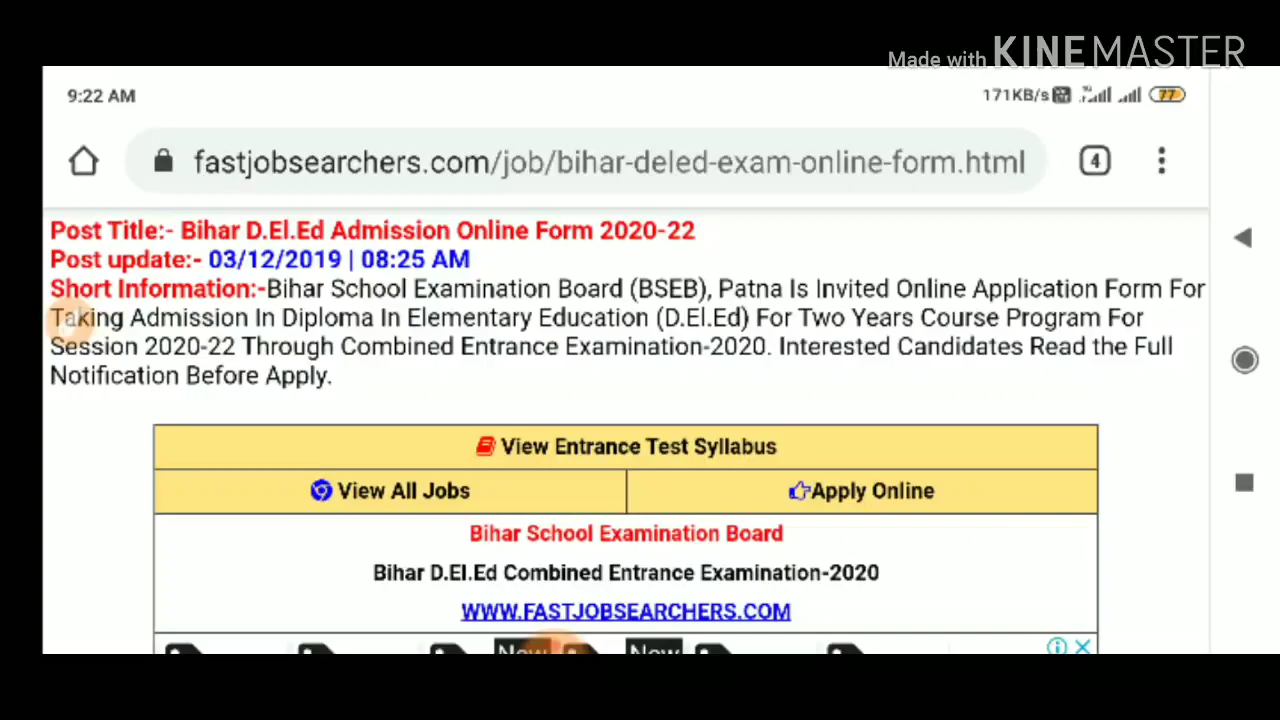 Made with KINEMASTER
9:22 AM 171KB/s 77
fastjobsearchers.com/job/bihar-deled-exam-online-form.html 4
Post Title:- Bihar D.El.Ed Admission Online Form 2020-22
Post update:- 03/12/2019 | 08:25 AM
Short Information:-Bihar School Examination Board (BSEB), Patna Is Invited Online Application Form For
Taking Admission In Diploma In Elementary Education (D.El.Ed) For Two Years Course Program For
Session 2020-22 Through Combined Entrance Examination-2020. Interested Candidates Read the Full
Notification Before Apply.
View Entrance Test Syllabus
View All Jobs Apply Online
Bihar School Examination Board
Bihar D.El.Ed Combined Entrance Examination-2020
WWW.FASTJOBSEARCHERS.COM
New New